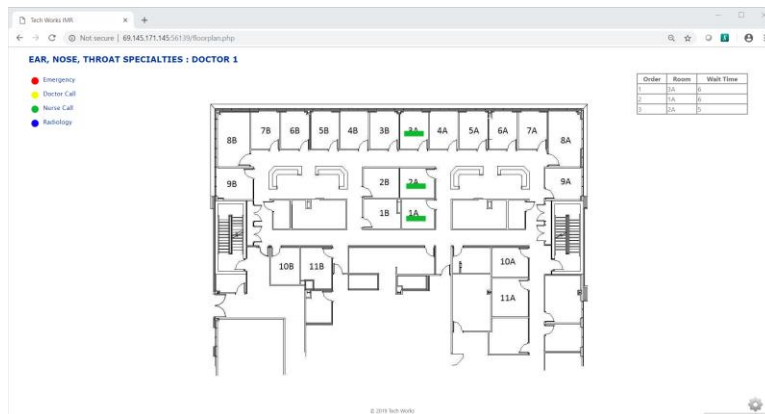 Tech Works IMR
Not secure | 69.145.171.145:56139/floorplan.php
EAR, NOSE, THROAT SPECIALTIES : DOCTOR 1
Emergency
Doctor Call
Nurse Call
Radiology
Order Room Wait Time
1 3A 6
2 1A 6
3 2A 5
8B 7B 6B 5B 4B 3B 3A 4A 5A 6A 7A 8A
9B 2B 2A 9A
1B 1A
10B 11B 10A
11A
© 2019 Tech Works